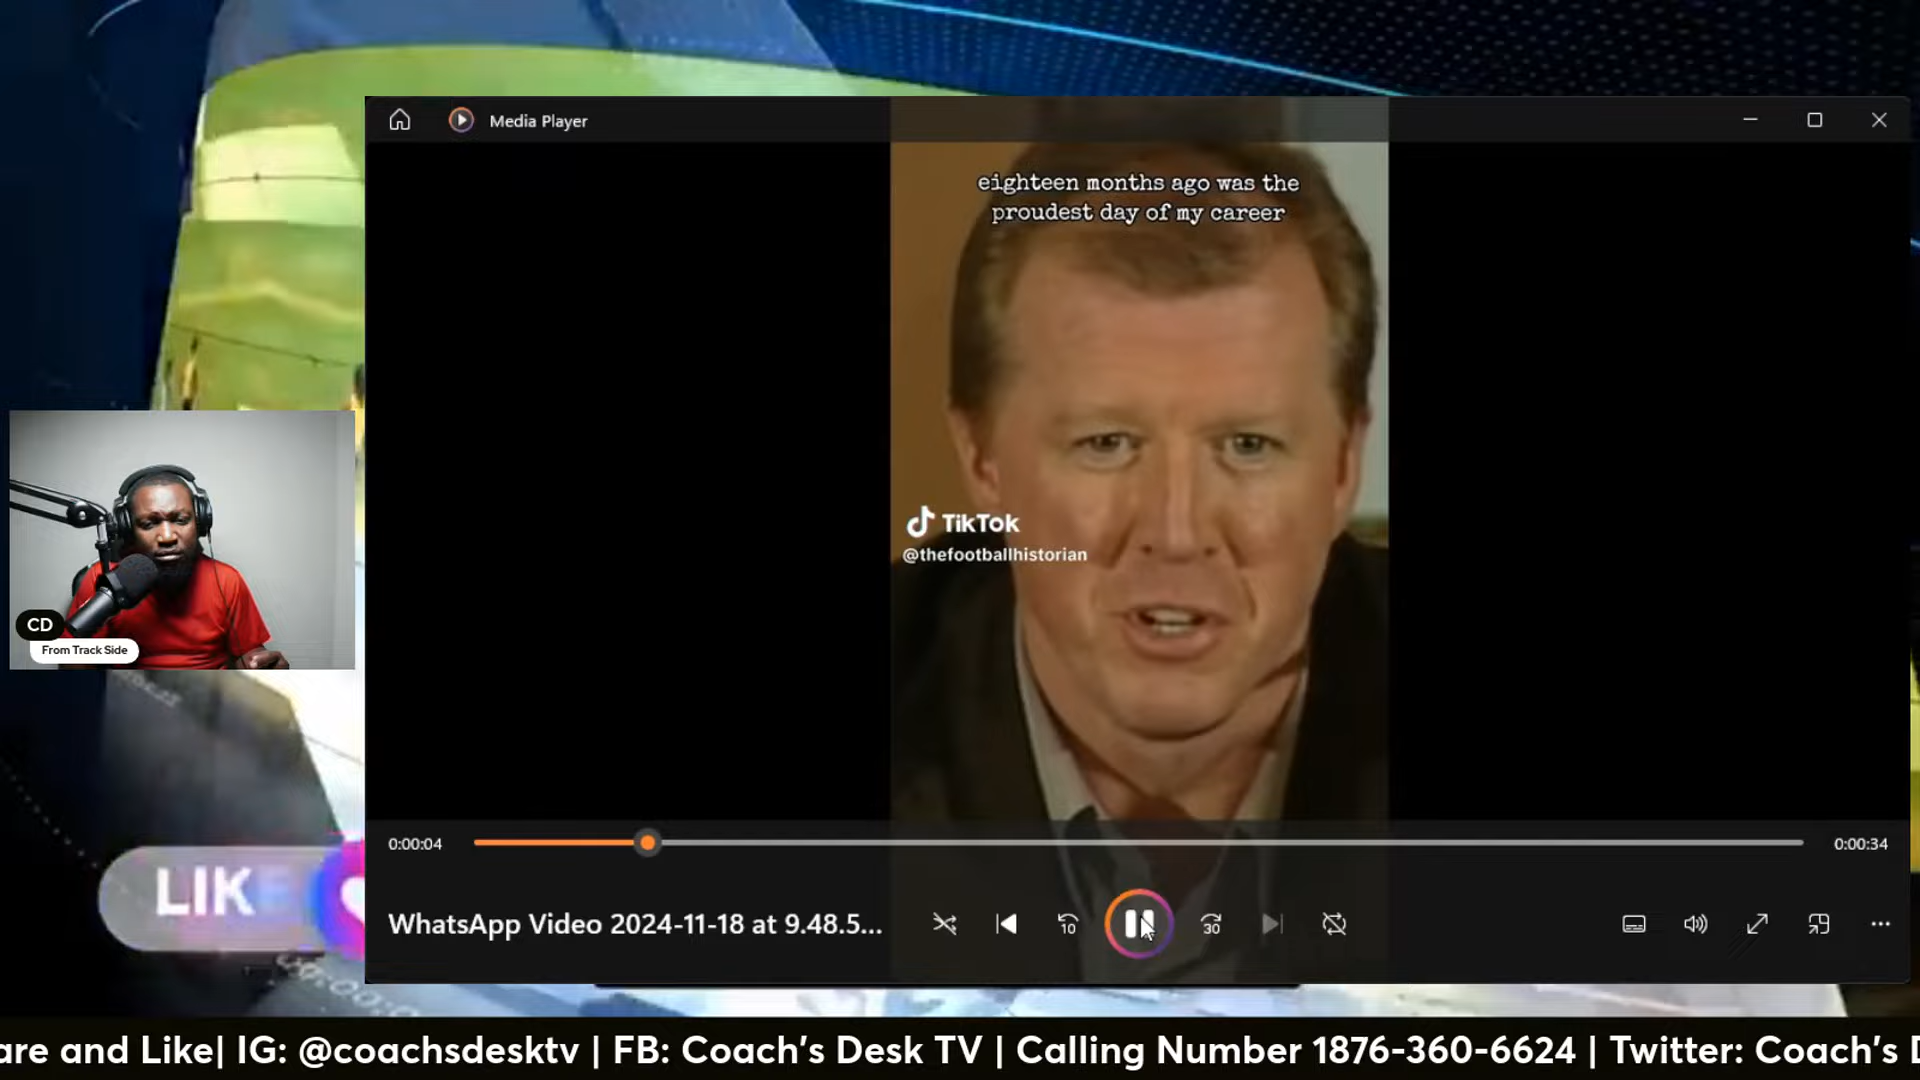 Media Player
eighteen months ago was the
proudest day of my career
TikTok
@thefootballhistorian
CD
From Track Side
0:00:04
0:00:34
LIKE
WhatsApp Video 2024-11-18 at 9.48.5...
10
30
are and Like| IG: @coachsdesktv | FB: Coach's Desk TV | Calling Number 1876-360-6624 | Twitter: Coach's D